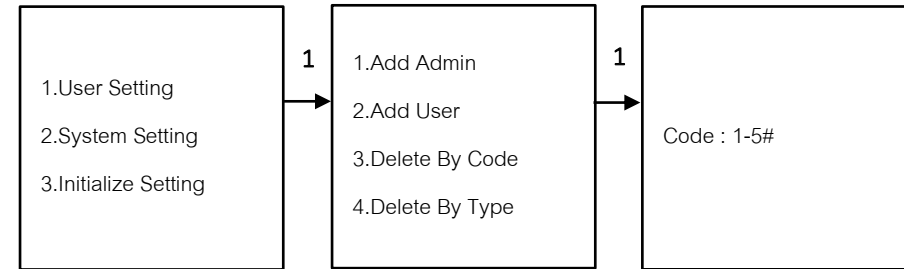 1.User Setting
2.System Setting
3.Initialize Setting
1
1.Add Admin
2.Add User
3.Delete By Code
4.Delete By Type
1
Code : 1-5#